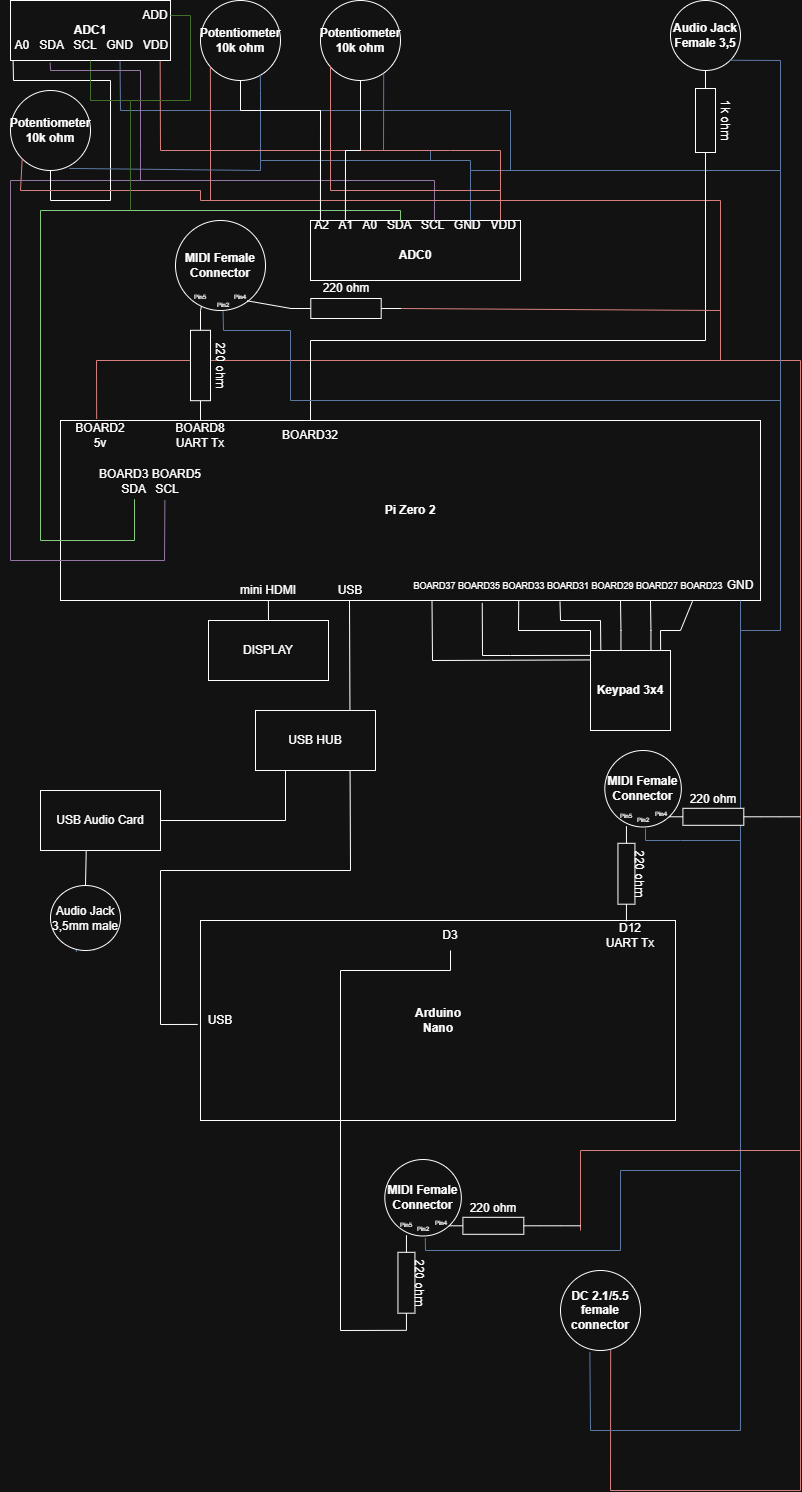 ADD
ADC1
A0 SDA SCL GND VDD
Potentiometer
10k ohm
Potentiometer
10k ohm
Audio Jack
Female 3,5
Potentiometer
10k ohm
1k ohm
A2 A1 A0 SDA SCL GND VDD
ADC0
MIDI Female
Connector
Pin5 Pin2 Pin4
220 ohm
220 ohm
BOARD2
5v
BOARD8
UART Tx
BOARD32
BOARD3 BOARD5
SDA SCL
Pi Zero 2
mini HDMI
USB
BOARD37 BOARD35 BOARD33 BOARD31 BOARD29 BOARD27 BOARD23 GND
DISPLAY
Keypad 3x4
USB HUB
MIDI Female
Connector
Pin5 Pin2 Pin4
220 ohm
USB Audio Card
220 ohm
Audio Jack
3,5mm male
D3
D12
UART Tx
USB
Arduino
Nano
MIDI Female
Connector
Pin5 Pin2 Pin4
220 ohm
220 ohm
DC 2.1/5.5
female
connector